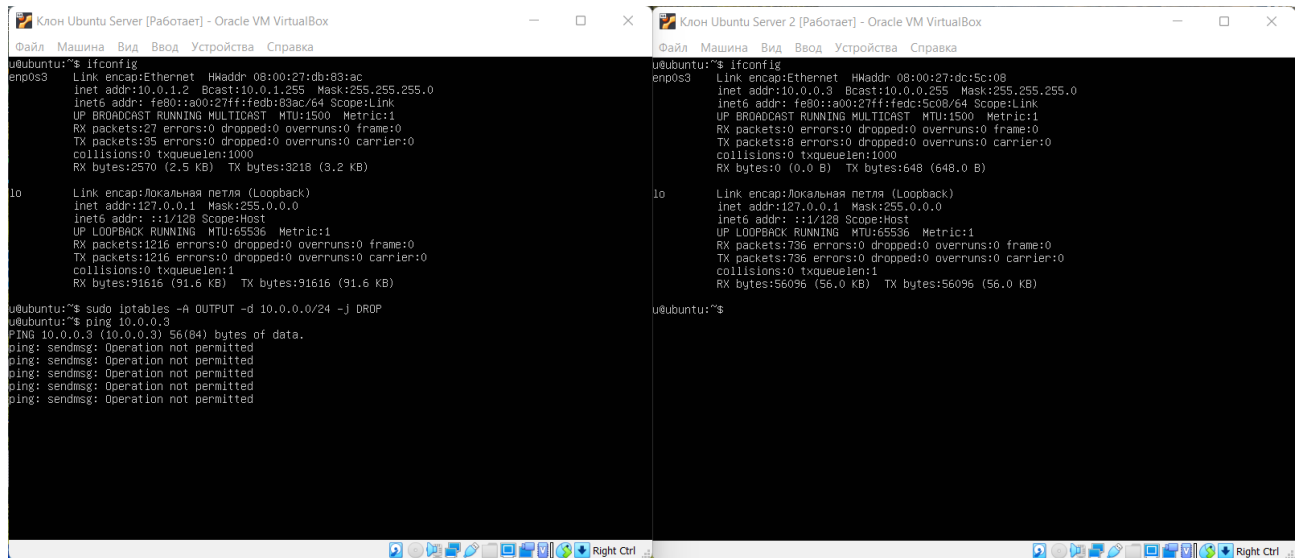 Клон Ubuntu Server [Работает] - Oracle VM VirtualBox
Файл Машина Вид Ввод Устройства Справка
u@ubuntu:~$ ifconfig
enp0s3 Link encap:Ethernet HWaddr 08:00:27:db:83:ac
inet addr:10.0.1.2 Bcast:10.0.1.255 Mask:255.255.255.0
inet6 addr: fe80::a00:27ff:fedb:83ac/64 Scope:Link
UP BROADCAST RUNNING MULTICAST MTU:1500 Metric:1
RX packets:27 errors:0 dropped:0 overruns:0 frame:0
TX packets:35 errors:0 dropped:0 overruns:0 carrier:0
collisions:0 txqueuelen:1000
RX bytes:2570 (2.5 KB) TX bytes:3218 (3.2 KB)
lo Link encap:Локальная петля (Loopback)
inet addr:127.0.0.1 Mask:255.0.0.0
inet6 addr: ::1/128 Scope:Host
UP LOOPBACK RUNNING MTU:65536 Metric:1
RX packets:1216 errors:0 dropped:0 overruns:0 frame:0
TX packets:1216 errors:0 dropped:0 overruns:0 carrier:0
collisions:0 txqueuelen:1
RX bytes:91616 (91.6 KB) TX bytes:91616 (91.6 KB)
u@ubuntu:~$ sudo iptables -A OUTPUT -d 10.0.0.0/24 -j DROP
u@ubuntu:~$ ping 10.0.0.3
PING 10.0.0.3 (10.0.0.3) 56(84) bytes of data.
ping: sendmsg: Operation not permitted
ping: sendmsg: Operation not permitted
ping: sendmsg: Operation not permitted
ping: sendmsg: Operation not permitted
ping: sendmsg: Operation not permitted
Right Ctrl
Клон Ubuntu Server 2 [Работает] - Oracle VM VirtualBox
Файл Машина Вид Ввод Устройства Справка
u@ubuntu:~$ ifconfig
enp0s3 Link encap:Ethernet HWaddr 08:00:27:dc:5c:08
inet addr:10.0.0.3 Bcast:10.0.0.255 Mask:255.255.255.0
inet6 addr: fe80::a00:27ff:fedc:5c08/64 Scope:Link
UP BROADCAST RUNNING MULTICAST MTU:1500 Metric:1
RX packets:0 errors:0 dropped:0 overruns:0 frame:0
TX packets:8 errors:0 dropped:0 overruns:0 carrier:0
collisions:0 txqueuelen:1000
RX bytes:0 (0.0 B) TX bytes:648 (648.0 B)
lo Link encap:Локальная петля (Loopback)
inet addr:127.0.0.1 Mask:255.0.0.0
inet6 addr: ::1/128 Scope:Host
UP LOOPBACK RUNNING MTU:65536 Metric:1
RX packets:736 errors:0 dropped:0 overruns:0 frame:0
TX packets:736 errors:0 dropped:0 overruns:0 carrier:0
collisions:0 txqueuelen:1
RX bytes:56096 (56.0 KB) TX bytes:56096 (56.0 KB)
u@ubuntu:~$
Right Ctrl